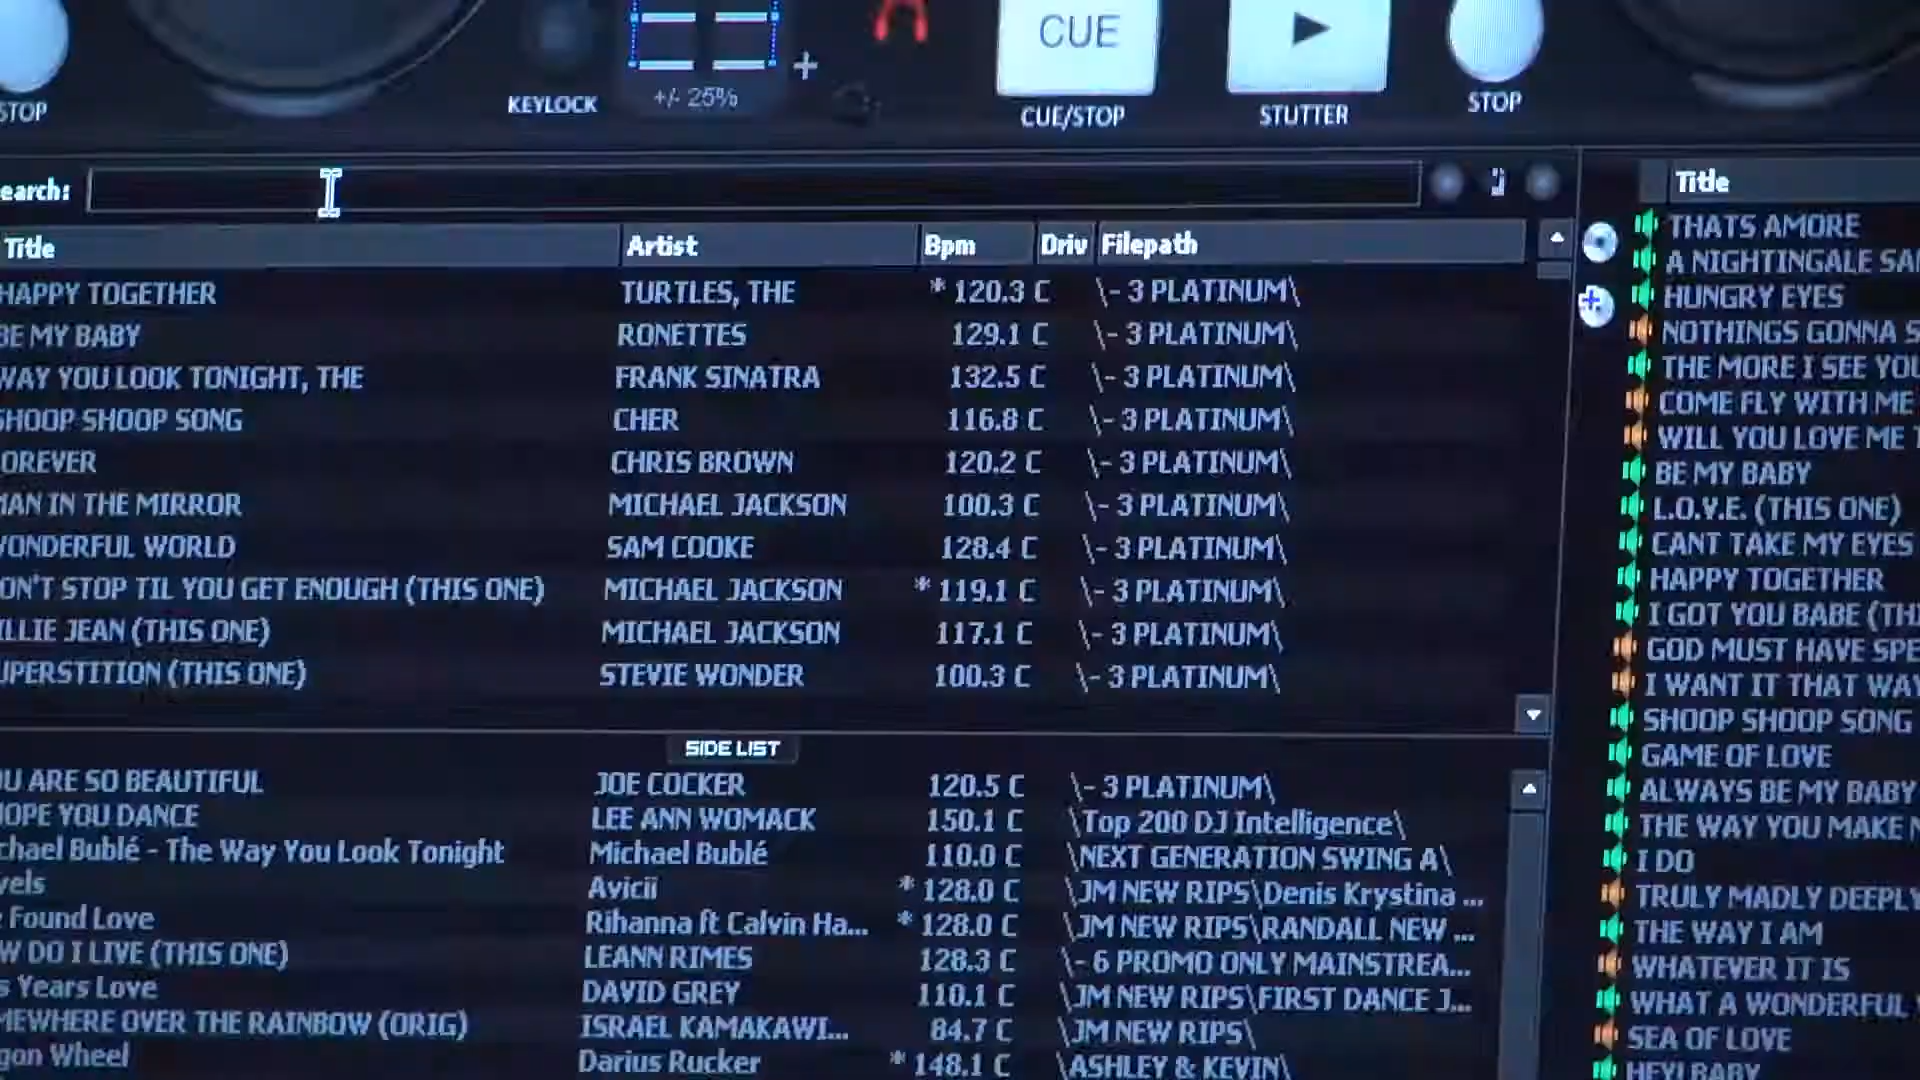 STOP
KEYLOCK
+/- 25%
+
CUE
CUE/STOP
STUTTER
STOP
earch:
Title Artist Bpm Driv Filepath
HAPPY TOGETHER TURTLES, THE * 120.3 C \- 3 PLATINUM\
BE MY BABY RONETTES 129.1 C \- 3 PLATINUM\
WAY YOU LOOK TONIGHT, THE FRANK SINATRA 132.5 C \- 3 PLATINUM\
SHOOP SHOOP SONG CHER 116.8 C \- 3 PLATINUM\
OREVER CHRIS BROWN 120.2 C \- 3 PLATINUM\
MAN IN THE MIRROR MICHAEL JACKSON 100.3 C \- 3 PLATINUM\
WONDERFUL WORLD SAM COOKE 128.4 C \- 3 PLATINUM\
ON'T STOP TIL YOU GET ENOUGH (THIS ONE) MICHAEL JACKSON * 119.1 C \- 3 PLATINUM\
ILLIE JEAN (THIS ONE) MICHAEL JACKSON 117.1 C \- 3 PLATINUM\
UPERSTITION (THIS ONE) STEVIE WONDER 100.3 C \- 3 PLATINUM\
SIDE LIST
OU ARE SO BEAUTIFUL JOE COCKER 120.5 C \- 3 PLATINUM\
HOPE YOU DANCE LEE ANN WOMACK 150.1 C \Top 200 DJ Intelligence\
chael Bublé - The Way You Look Tonight Michael Bublé 110.0 C \NEXT GENERATION SWING A\
vels Avicii * 128.0 C \JM NEW RIPS\Denis Krystina ...
e Found Love Rihanna ft Calvin Ha... * 128.0 C \JM NEW RIPS\RANDALL NEW ...
W DO I LIVE (THIS ONE) LEANN RIMES 128.3 C \- 6 PROMO ONLY MAINSTREA...
s Years Love DAVID GREY 110.1 C \JM NEW RIPS\FIRST DANCE J...
MEWHERE OVER THE RAINBOW (ORIG) ISRAEL KAMAKAWI... 84.7 C \JM NEW RIPS\
gon Wheel Darius Rucker * 148.1 C \ASHLEY & KEVIN\
Title
THATS AMORE
A NIGHTINGALE SAN
HUNGRY EYES
NOTHINGS GONNA S
THE MORE I SEE YOU
COME FLY WITH ME
WILL YOU LOVE ME T
BE MY BABY
L.O.V.E. (THIS ONE)
CANT TAKE MY EYES
HAPPY TOGETHER
I GOT YOU BABE (THI
GOD MUST HAVE SPE
I WANT IT THAT WAY
SHOOP SHOOP SONG
GAME OF LOVE
ALWAYS BE MY BABY
THE WAY YOU MAKE M
I DO
TRULY MADLY DEEPLY
THE WAY I AM
WHATEVER IT IS
WHAT A WONDERFUL
SEA OF LOVE
HEY! BABY